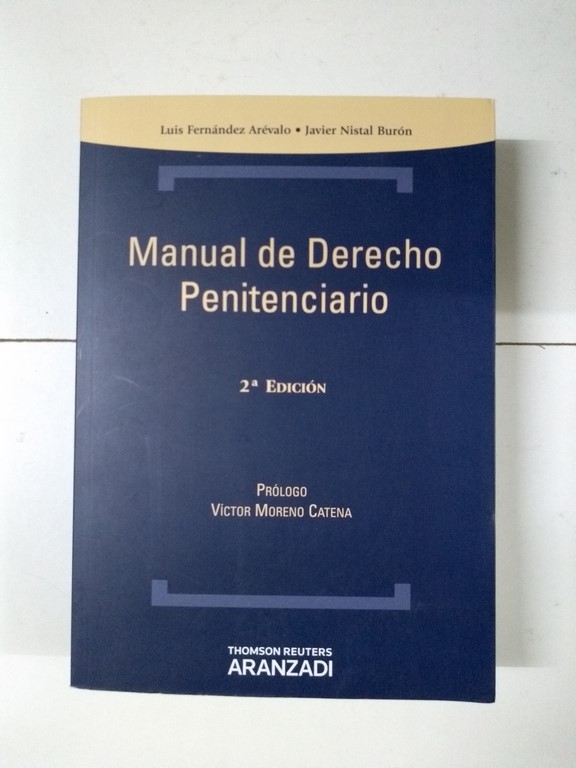 Luis Fernández Arévalo • Javier Nistal Burón
Manual de Derecho
Penitenciario
2ª EDICIÓN
PRÓLOGO
VÍCTOR MORENO CATENA
THOMSON REUTERS
ARANZADI